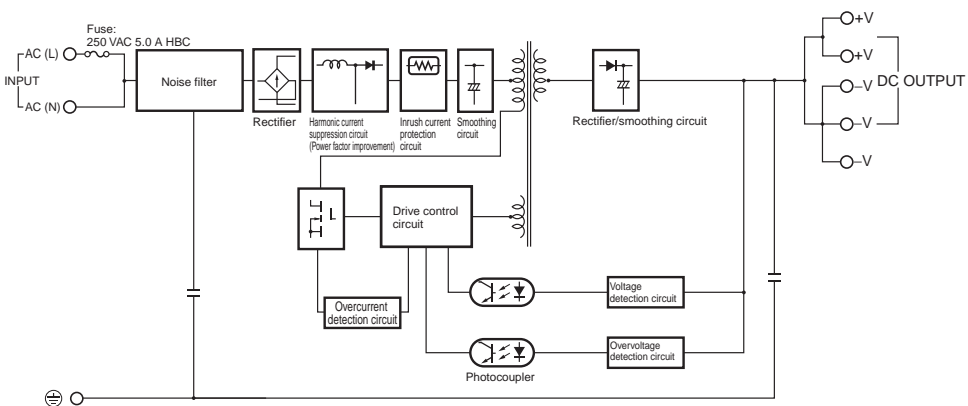 Fuse:
250 VAC 5.0 A HBC
AC (L)
INPUT
AC (N)
Noise filter
Rectifier
Harmonic current
suppression circuit
(Power factor improvement)
Inrush current
protection
circuit
Smoothing
circuit
Rectifier/smoothing circuit
+V
+V
–V
–V
–V
DC OUTPUT
Drive control
circuit
Overcurrent
detection circuit
Voltage
detection circuit
Overvoltage
detection circuit
Photocoupler